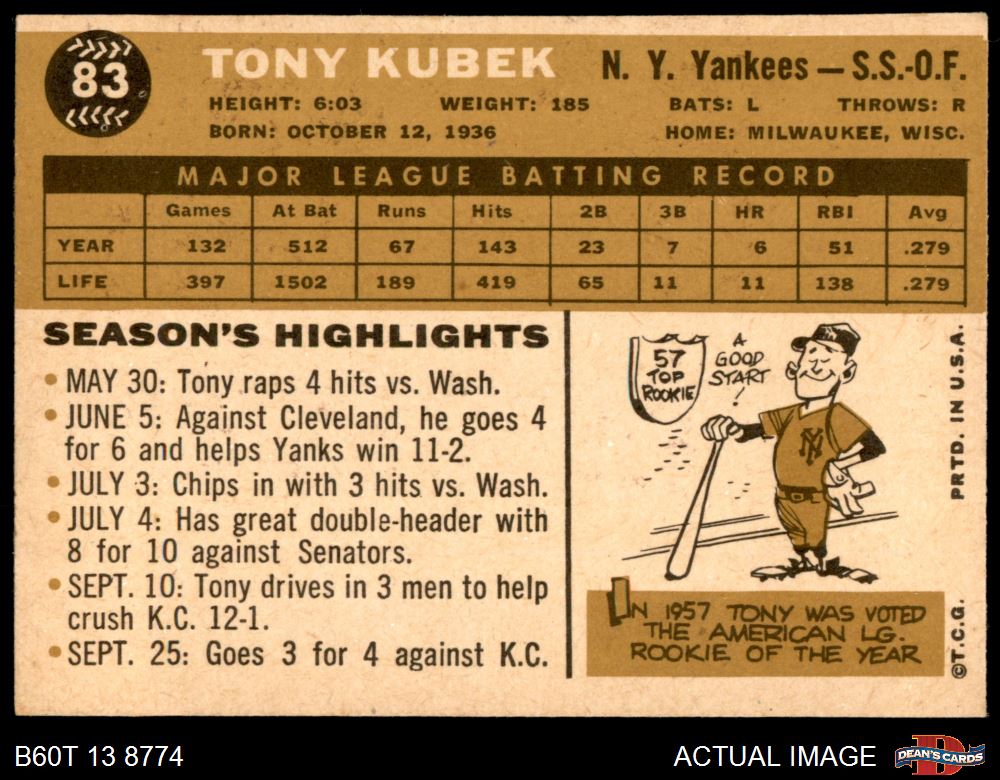 83
TONY KUBEK
N. Y. Yankees — S.S.-O.F.
HEIGHT: 6:03 WEIGHT: 185 BATS: L THROWS: R
BORN: OCTOBER 12, 1936 HOME: MILWAUKEE, WISC.
MAJOR LEAGUE BATTING RECORD
Games At Bat Runs Hits 2B 3B HR RBI Avg
YEAR 132 512 67 143 23 7 6 51 .279
LIFE 397 1502 189 419 65 11 11 138 .279
SEASON'S HIGHLIGHTS
• MAY 30: Tony raps 4 hits vs. Wash.
• JUNE 5: Against Cleveland, he goes 4
for 6 and helps Yanks win 11-2.
• JULY 3: Chips in with 3 hits vs. Wash.
• JULY 4: Has great double-header with
8 for 10 against Senators.
• SEPT. 10: Tony drives in 3 men to help
crush K.C. 12-1.
• SEPT. 25: Goes 3 for 4 against K.C.
57
TOP
ROOKIE
A
GOOD
START
!
NY
IN 1957 TONY WAS VOTED
THE AMERICAN LG.
ROOKIE OF THE YEAR
©T.C.G. PRTD. IN U.S.A.
B60T 13 8774
ACTUAL IMAGE
D
DEAN'S CARDS